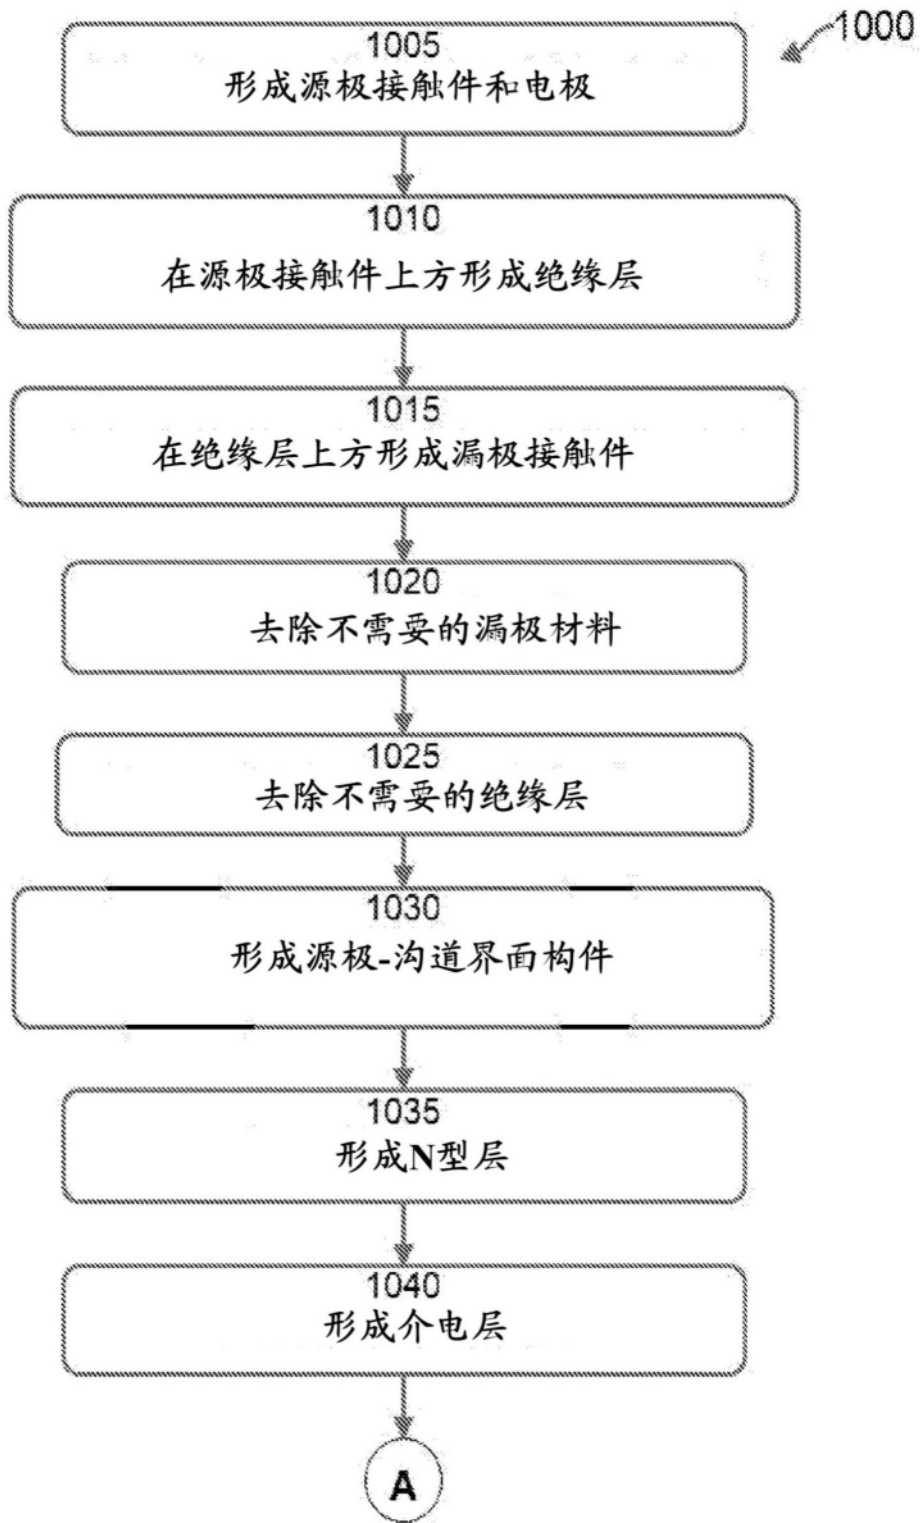 1000
1005
形成源极接触件和电极
1010
在源极接触件上方形成绝缘层
1015
在绝缘层上方形成漏极接触件
1020
去除不需要的漏极材料
1025
去除不需要的绝缘层
1030
形成源极-沟道界面构件
1035
形成N型层
1040
形成介电层
A